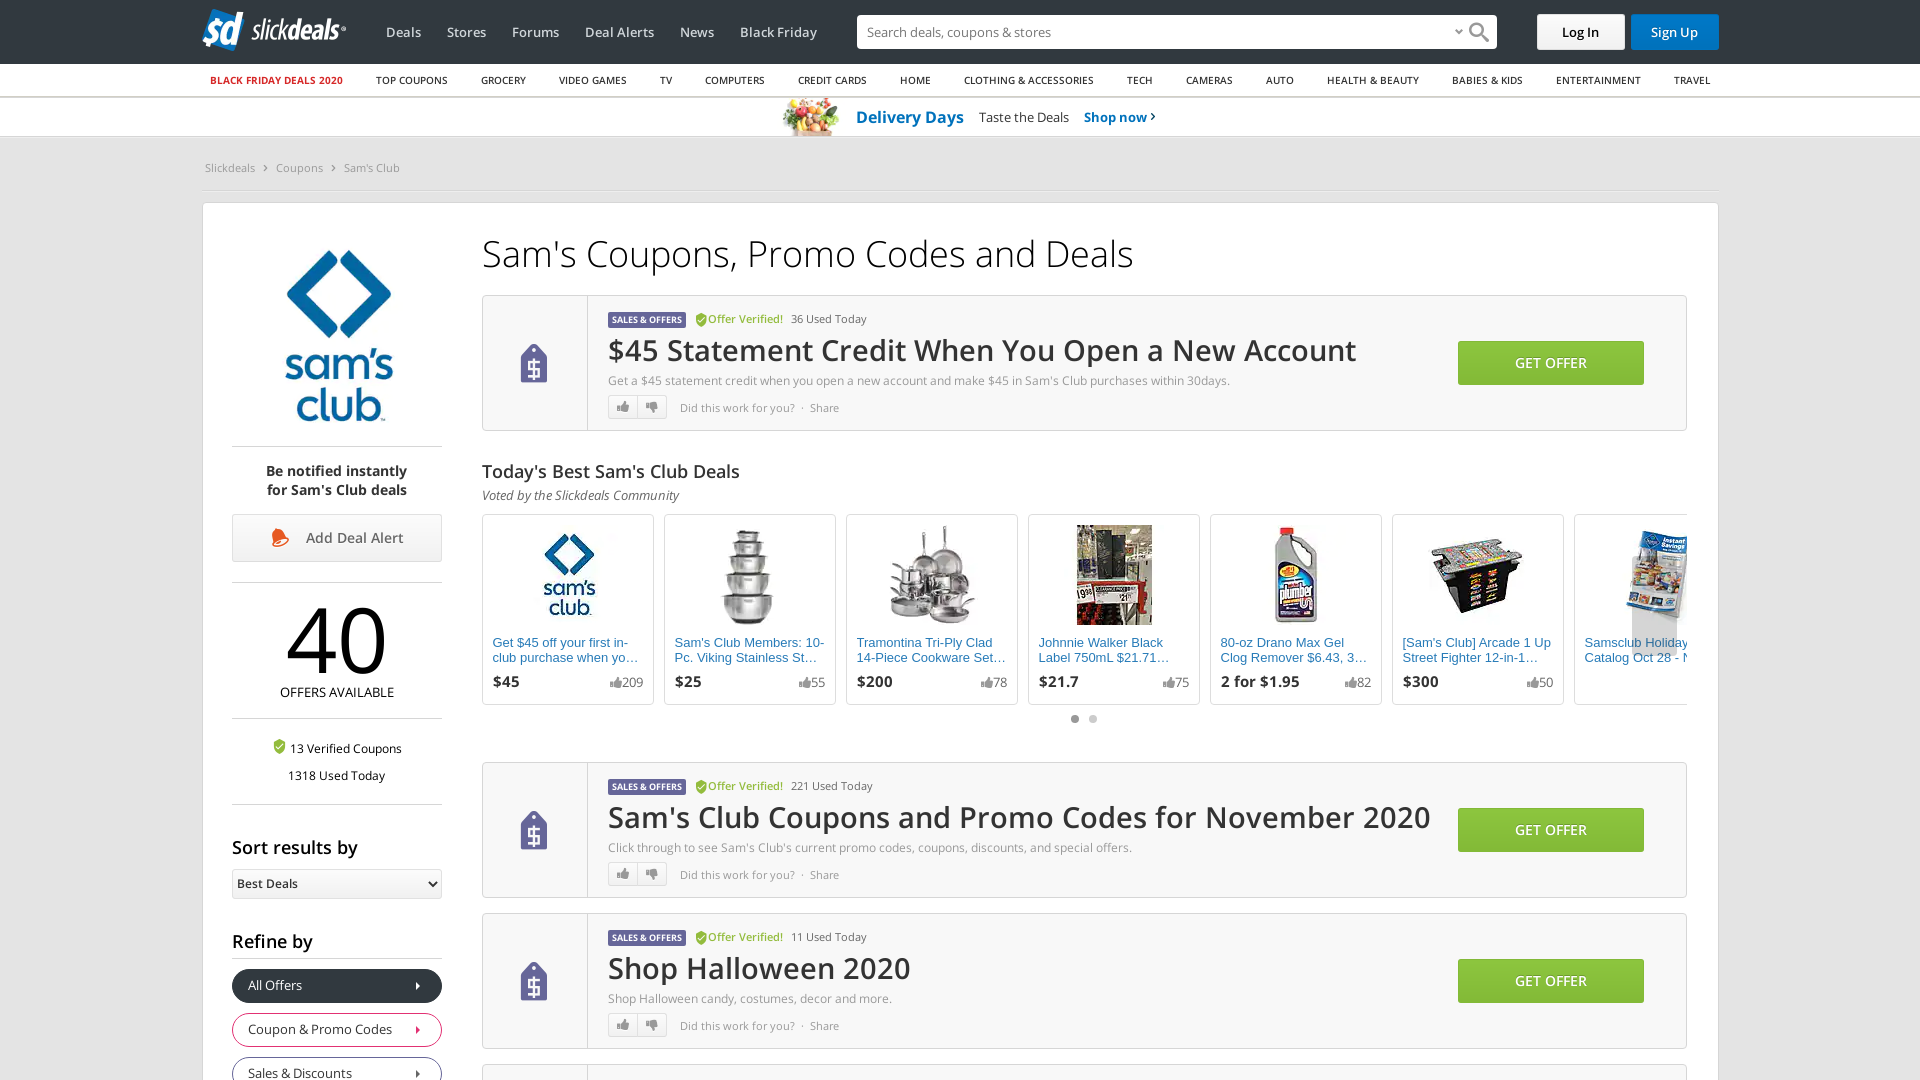 sd slickdeals
Deals Stores Forums Deal Alerts News Black Friday
Search deals, coupons & stores
Log In
Sign Up
BLACK FRIDAY DEALS 2020 TOP COUPONS GROCERY VIDEO GAMES TV COMPUTERS CREDIT CARDS HOME CLOTHING & ACCESSORIES TECH CAMERAS AUTO HEALTH & BEAUTY BABIES & KIDS ENTERTAINMENT TRAVEL
Delivery Days Taste the Deals Shop now
Slickdeals Coupons Sam's Club
sam's
club
Be notified instantly
for Sam's Club deals
Add Deal Alert
40
OFFERS AVAILABLE
13 Verified Coupons
1318 Used Today
Sort results by
Best Deals
Refine by
All Offers
Coupon & Promo Codes
Sales & Discounts
Sam's Coupons, Promo Codes and Deals
SALES & OFFERS Offer Verified! 36 Used Today
$45 Statement Credit When You Open a New Account
Get a $45 statement credit when you open a new account and make $45 in Sam's Club purchases within 30days.
Did this work for you? · Share
GET OFFER
Today's Best Sam's Club Deals
Voted by the Slickdeals Community
sam's
club
Get $45 off your first in-
club purchase when yo…
$45 209
Sam's Club Members: 10-
Pc. Viking Stainless St…
$25 55
Tramontina Tri-Ply Clad
14-Piece Cookware Set…
$200 78
Johnnie Walker Black
Label 750mL $21.71…
$21.7 75
plumber
80-oz Drano Max Gel
Clog Remover $6.43, 3…
2 for $1.95 82
[Sam's Club] Arcade 1 Up
Street Fighter 12-in-1…
$300 50
Instant
Savings
Samsclub Holiday
Catalog Oct 28 - N
SALES & OFFERS Offer Verified! 221 Used Today
Sam's Club Coupons and Promo Codes for November 2020
Click through to see Sam's Club's current promo codes, coupons, discounts, and special offers.
Did this work for you? · Share
GET OFFER
SALES & OFFERS Offer Verified! 11 Used Today
Shop Halloween 2020
Shop Halloween candy, costumes, decor and more.
Did this work for you? · Share
GET OFFER